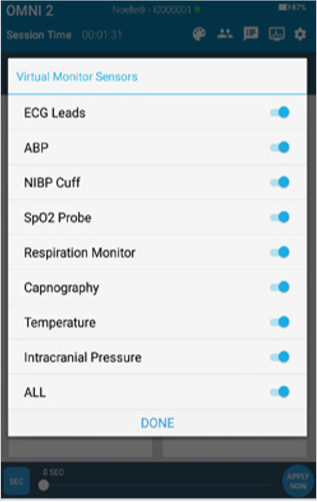 OMNI 2 Noelle® - I0000001 87%
Session Time 00:01:31
Virtual Monitor Sensors
ECG Leads
ABP
NIBP Cuff
SpO2 Probe
Respiration Monitor
Capnography
Temperature
Intracranial Pressure
ALL
DONE
0 SEC
SEC
APPLY
NOW